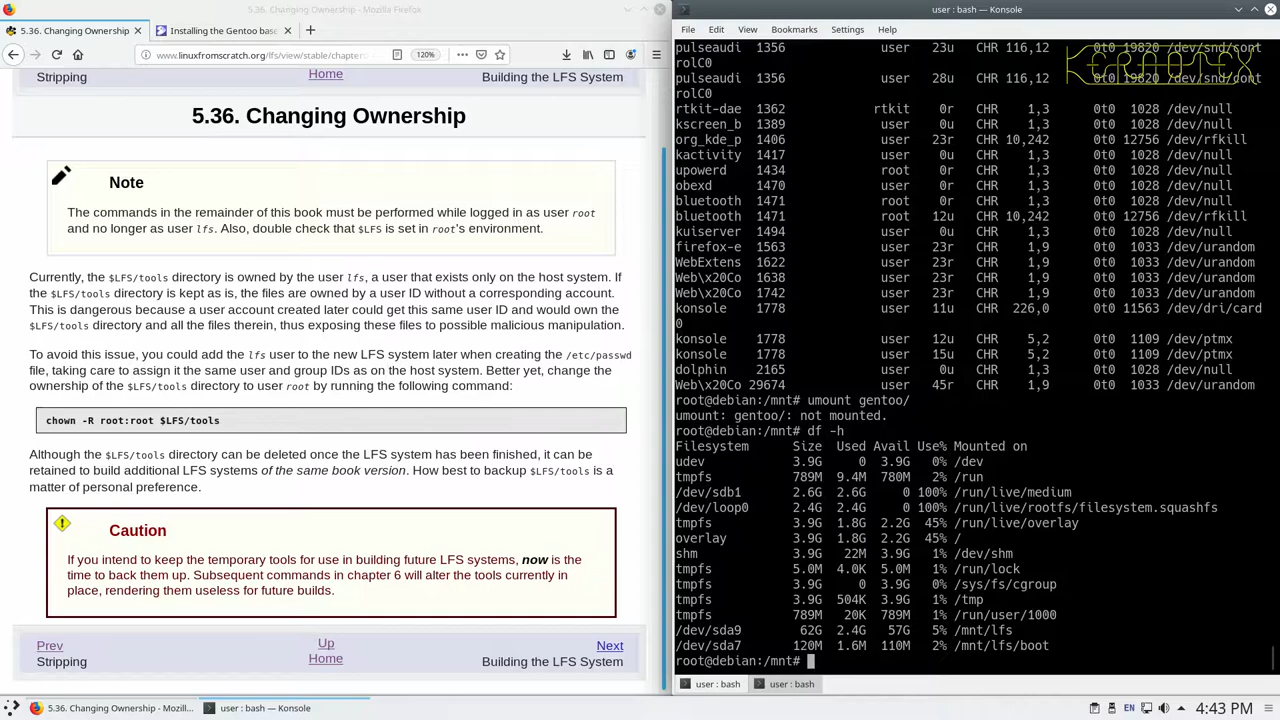 5.36. Changing Ownership - Mozilla Firefox
5.36. Changing Ownership
Installing the Gentoo base
www.linuxfromscratch.org/lfs/view/stable/chapter
120%
Stripping
Home
Building the LFS System
5.36. Changing Ownership
Note
The commands in the remainder of this book must be performed while logged in as user root
and no longer as user lfs. Also, double check that $LFS is set in root's environment.
Currently, the $LFS/tools directory is owned by the user lfs, a user that exists only on the host system. If
the $LFS/tools directory is kept as is, the files are owned by a user ID without a corresponding account.
This is dangerous because a user account created later could get this same user ID and would own the
$LFS/tools directory and all the files therein, thus exposing these files to possible malicious manipulation.
To avoid this issue, you could add the lfs user to the new LFS system later when creating the /etc/passwd
file, taking care to assign it the same user and group IDs as on the host system. Better yet, change the
ownership of the $LFS/tools directory to user root by running the following command:
chown -R root:root $LFS/tools
Although the $LFS/tools directory can be deleted once the LFS system has been finished, it can be
retained to build additional LFS systems of the same book version. How best to backup $LFS/tools is a
matter of personal preference.
Caution
If you intend to keep the temporary tools for use in building future LFS systems, now is the
time to back them up. Subsequent commands in chapter 6 will alter the tools currently in
place, rendering them useless for future builds.
Prev
Up
Next
Stripping
Home
Building the LFS System
user : bash — Konsole
File Edit View Bookmarks Settings Help
pulseaudi 1356 user 23u CHR 116,12 0t0 19820 /dev/snd/cont
rolC0
pulseaudi 1356 user 28u CHR 116,12 0t0 19820 /dev/snd/cont
rolC0
rtkit-dae 1362 rtkit 0r CHR 1,3 0t0 1028 /dev/null
kscreen_b 1389 user 0u CHR 1,3 0t0 1028 /dev/null
org_kde_p 1406 user 23r CHR 10,242 0t0 12756 /dev/rfkill
kactivity 1417 user 0u CHR 1,3 0t0 1028 /dev/null
upowerd 1434 root 0r CHR 1,3 0t0 1028 /dev/null
obexd 1470 user 0r CHR 1,3 0t0 1028 /dev/null
bluetooth 1471 root 0r CHR 1,3 0t0 1028 /dev/null
bluetooth 1471 root 12u CHR 10,242 0t0 12756 /dev/rfkill
kuiserver 1494 user 0u CHR 1,3 0t0 1028 /dev/null
firefox-e 1563 user 23r CHR 1,9 0t0 1033 /dev/urandom
WebExtens 1622 user 23r CHR 1,9 0t0 1033 /dev/urandom
Web\x20Co 1638 user 23r CHR 1,9 0t0 1033 /dev/urandom
Web\x20Co 1742 user 23r CHR 1,9 0t0 1033 /dev/urandom
konsole 1778 user 11u CHR 226,0 0t0 11563 /dev/dri/card
0
konsole 1778 user 12u CHR 5,2 0t0 1109 /dev/ptmx
konsole 1778 user 15u CHR 5,2 0t0 1109 /dev/ptmx
dolphin 2165 user 0u CHR 1,3 0t0 1028 /dev/null
Web\x20Co 29674 user 45r CHR 1,9 0t0 1033 /dev/urandom
root@debian:/mnt# umount gentoo/
umount: gentoo/: not mounted.
root@debian:/mnt# df -h
Filesystem Size Used Avail Use% Mounted on
udev 3.9G 0 3.9G 0% /dev
tmpfs 789M 9.4M 780M 2% /run
/dev/sdb1 2.6G 2.6G 0 100% /run/live/medium
/dev/loop0 2.4G 2.4G 0 100% /run/live/rootfs/filesystem.squashfs
tmpfs 3.9G 1.8G 2.2G 45% /run/live/overlay
overlay 3.9G 1.8G 2.2G 45% /
shm 3.9G 22M 3.9G 1% /dev/shm
tmpfs 5.0M 4.0K 5.0M 1% /run/lock
tmpfs 3.9G 0 3.9G 0% /sys/fs/cgroup
tmpfs 3.9G 504K 3.9G 1% /tmp
tmpfs 789M 20K 789M 1% /run/user/1000
/dev/sda9 62G 2.4G 57G 5% /mnt/lfs
/dev/sda7 120M 1.6M 110M 2% /mnt/lfs/boot
root@debian:/mnt#
user : bash
user : bash
5.36. Changing Ownership - Mozill...
user : bash — Konsole
EN
4:43 PM